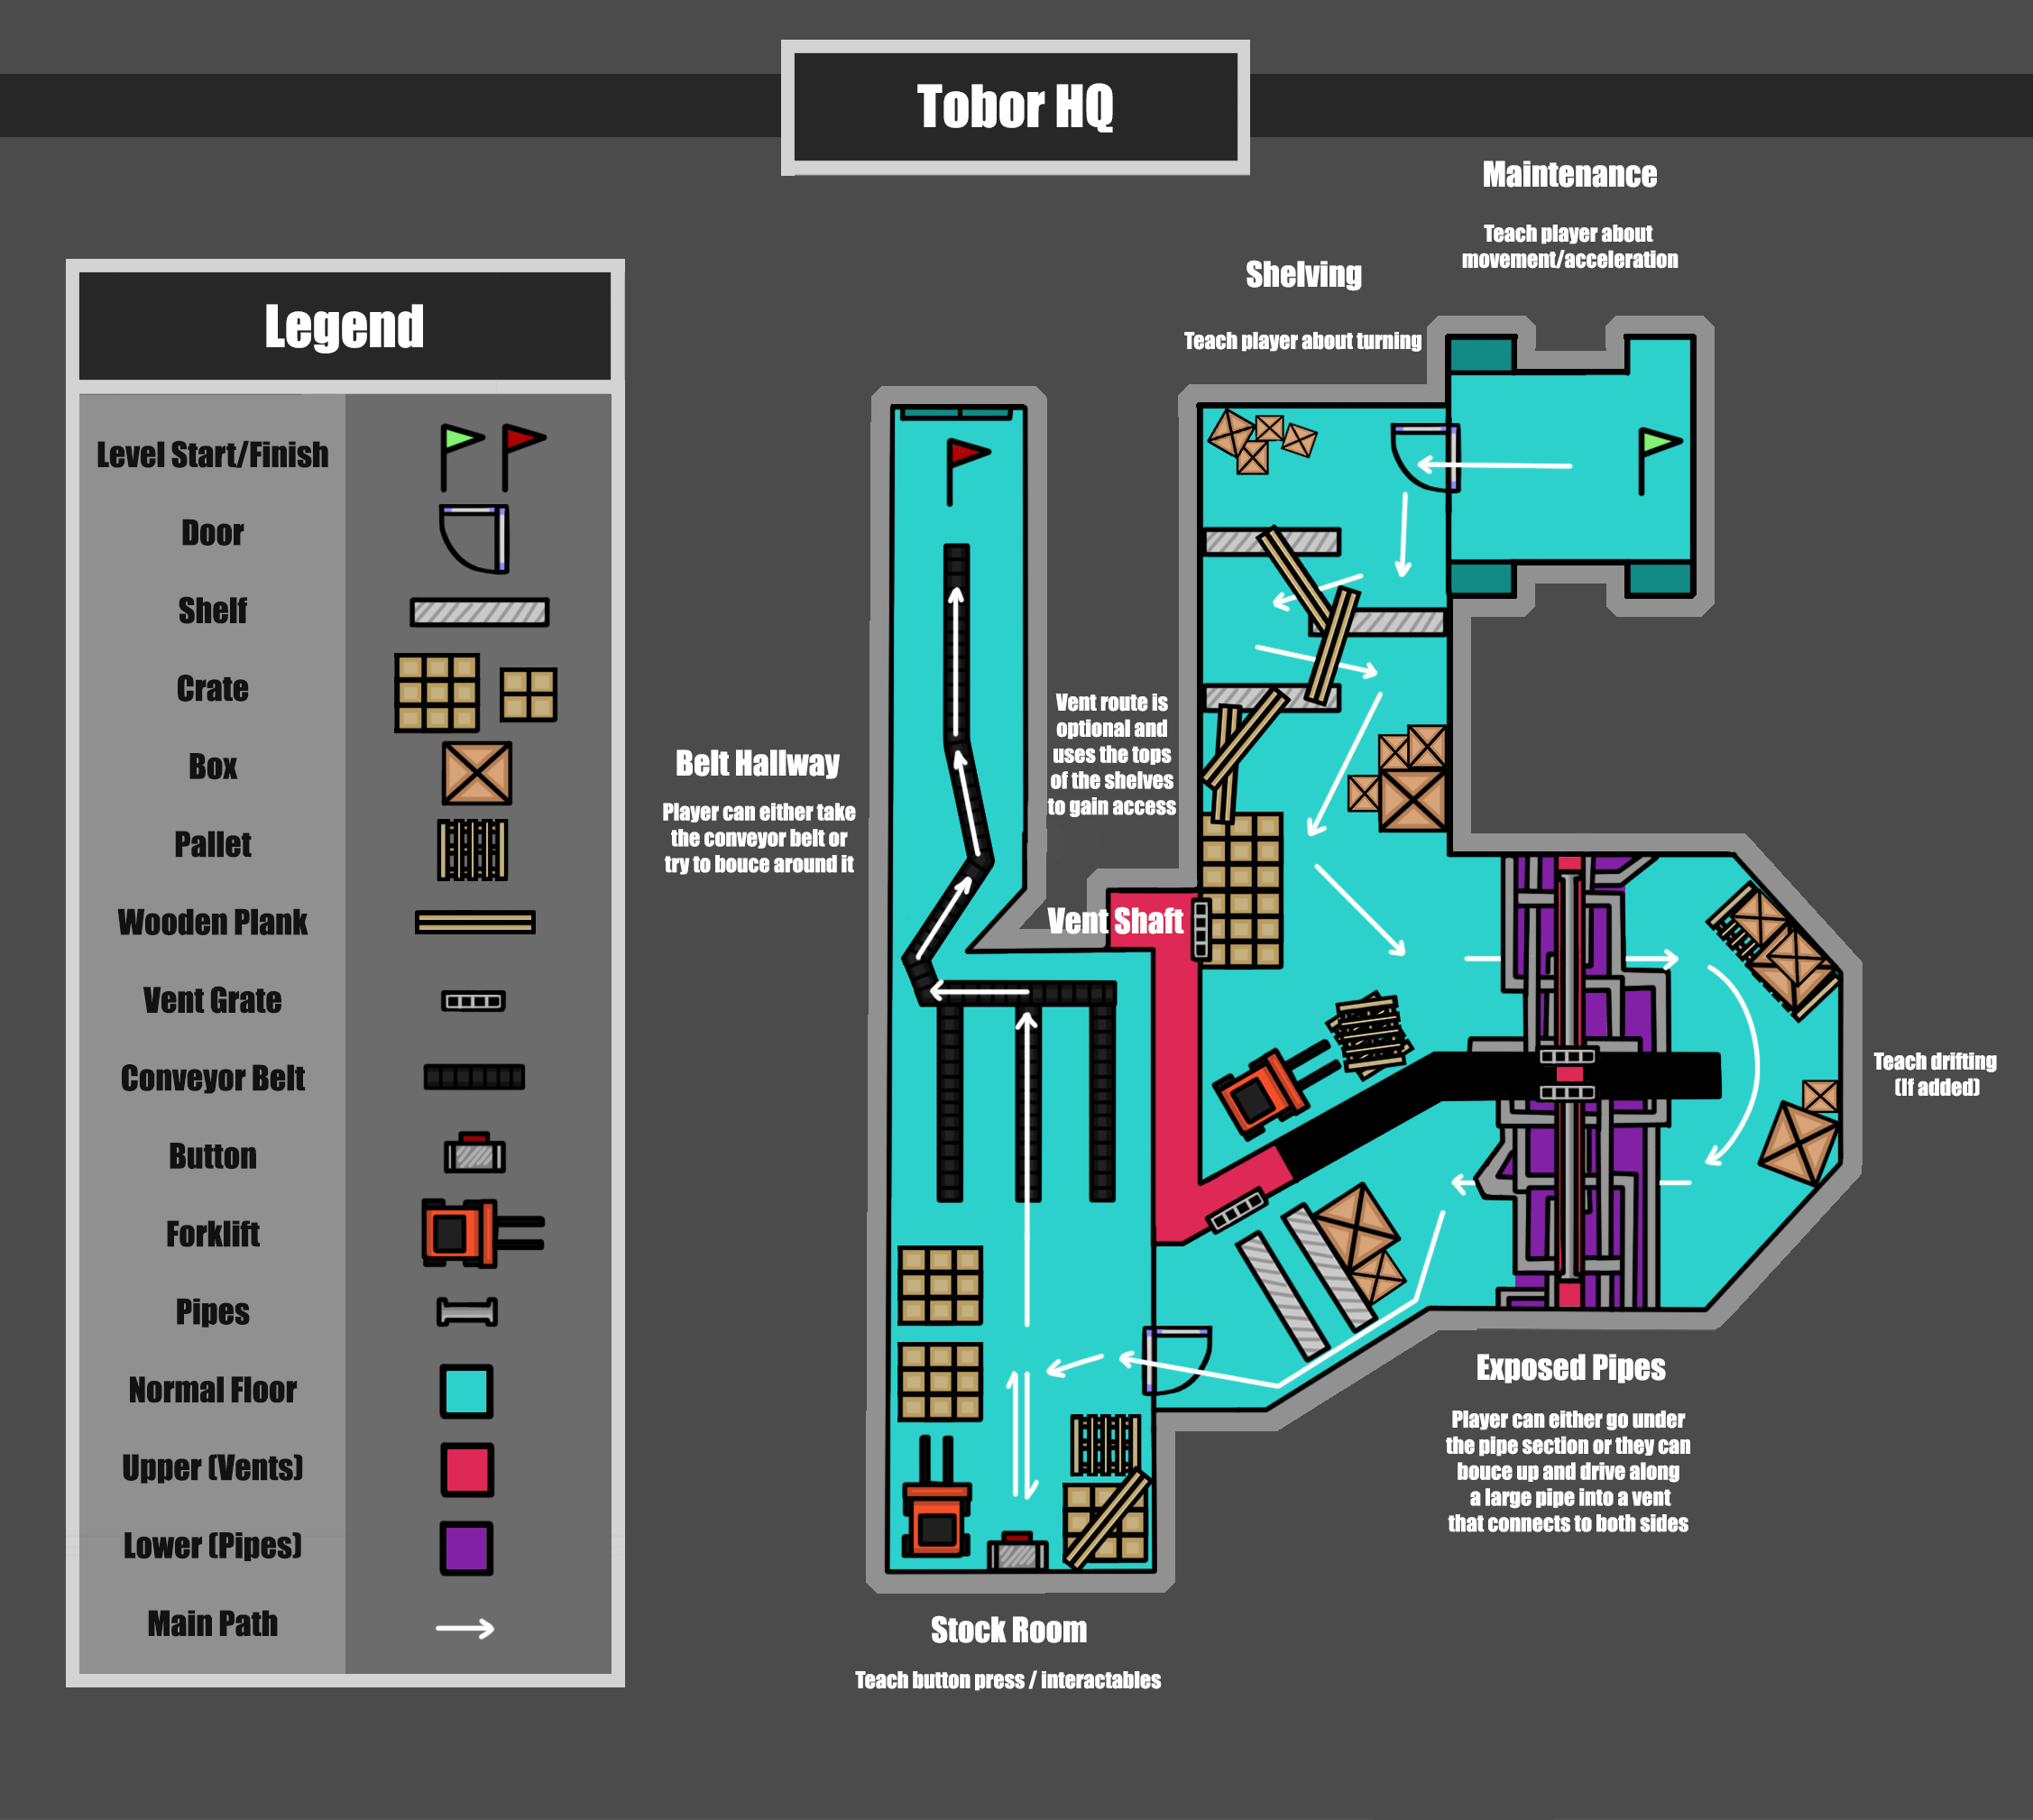 Tobor HQ
Maintenance
Teach player about
movement/acceleration
Shelving
Teach player about turning
Legend
Level Start/Finish
Door
Shelf
Crate
Box
Pallet
Wooden Plank
Vent Grate
Conveyor Belt
Button
Forklift
Pipes
Normal Floor
Upper (Vents)
Lower (Pipes)
Main Path
Belt Hallway
Player can either take
the conveyor belt or
try to bouce around it
Vent route is
optional and
uses the tops
of the shelves
to gain access
Vent Shaft
Teach drifting
(If added)
Exposed Pipes
Player can either go under
the pipe section or they can
bouce up and drive along
a large pipe into a vent
that connects to both sides
Stock Room
Teach button press / interactables